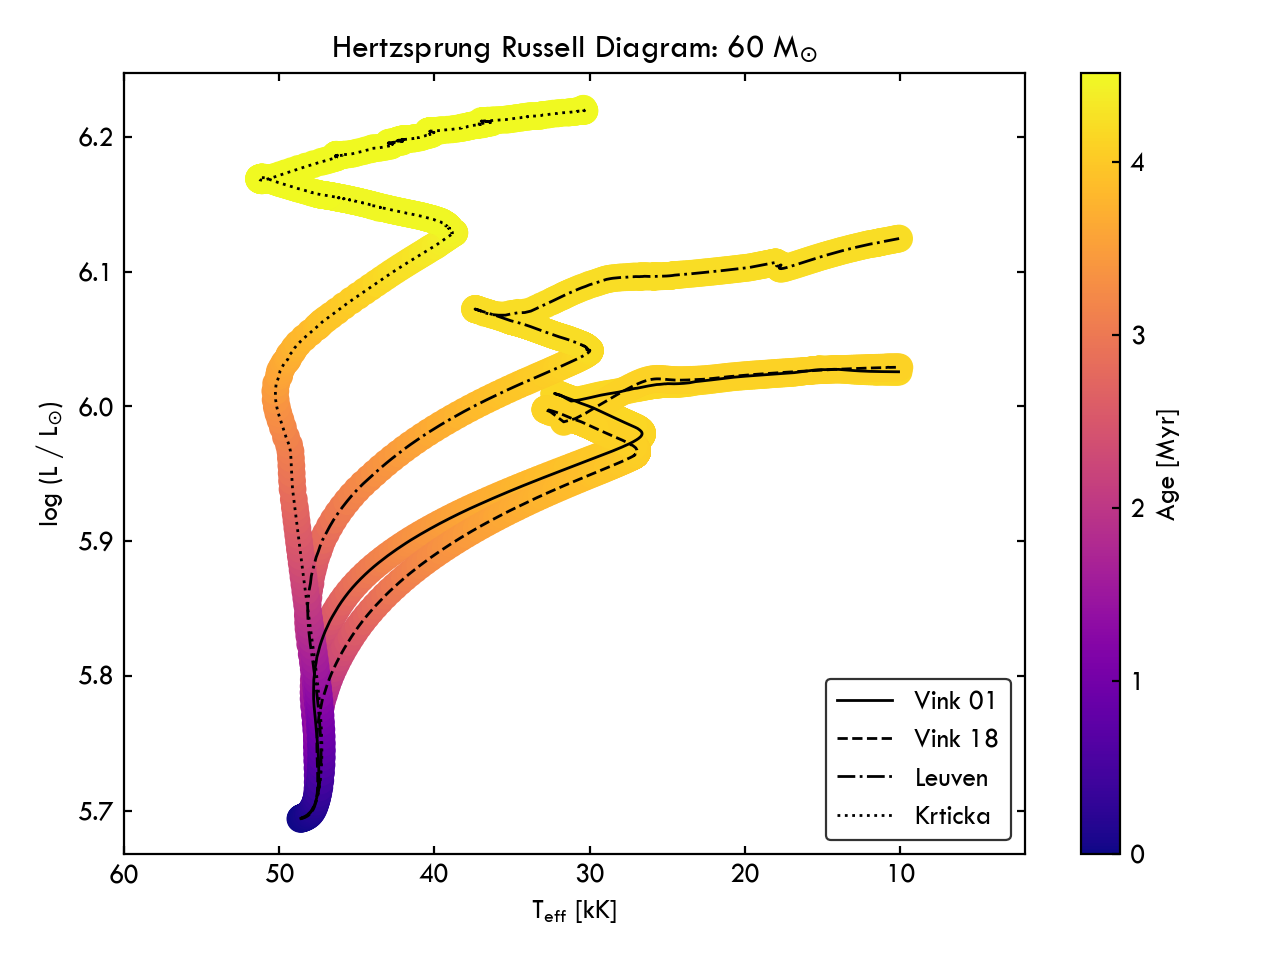 Hertzsprung Russell Diagram: 60 M☉
6.2
6.1
6.0
5.9
5.8
5.7
log (L / L☉)
60 50 40 30 20 10
T_eff [kK]
Vink 01
Vink 18
Leuven
Krticka
4
3
2
1
0
Age [Myr]